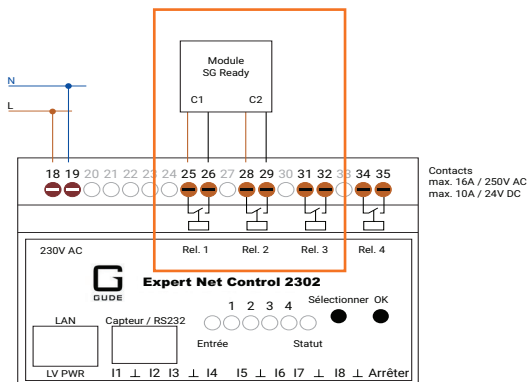 Module
SG Ready
C1 C2
N
L
18 19 20 21 22 23 24 25 26 27 28 29 30 31 32 33 34 35
Contacts
max. 16A / 250V AC
max. 10A / 24V DC
230V AC Rel. 1 Rel. 2 Rel. 3 Rel. 4
G
GUDE
Expert Net Control 2302
LAN Capteur / RS232 1 2 3 4 Sélectionner OK
Entrée Statut
LV PWR I1 ⊥ I2 I3 ⊥ I4 I5 ⊥ I6 I7 ⊥ I8 ⊥ Arrêter